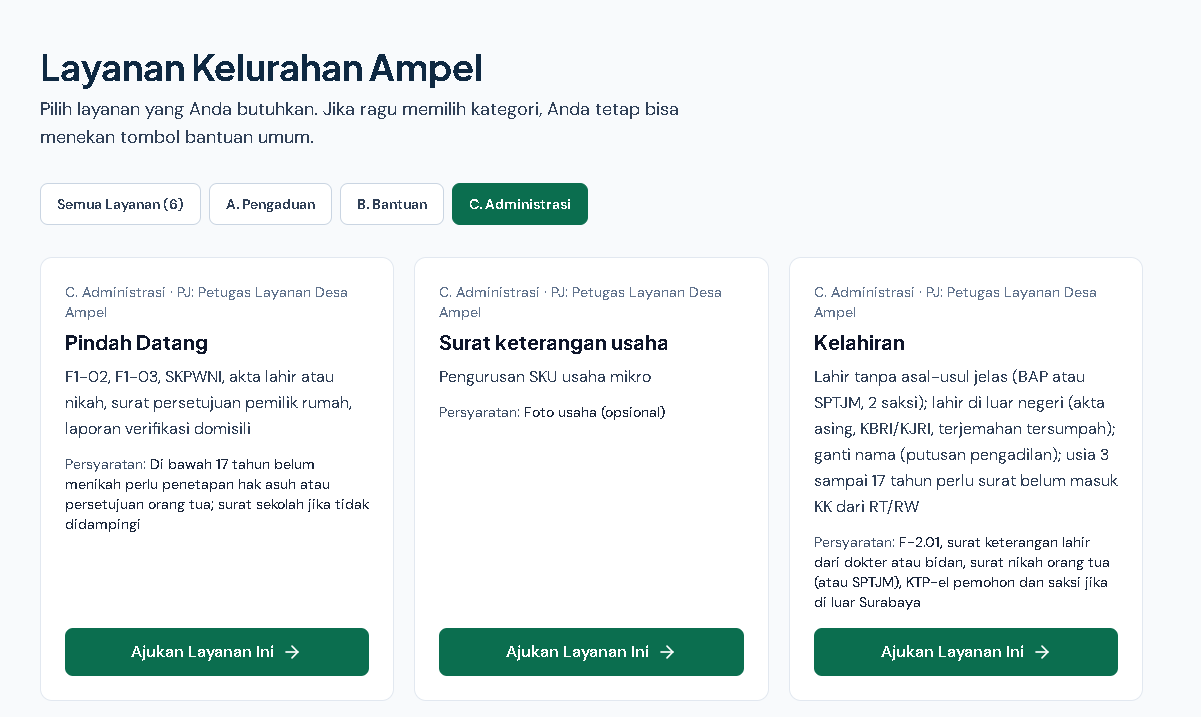 Layanan Kelurahan Ampel
Pilih layanan yang Anda butuhkan. Jika ragu memilih kategori, Anda tetap bisa
menekan tombol bantuan umum.
Semua Layanan (6)
A. Pengaduan
B. Bantuan
C. Administrasi
C. Administrasi · PJ: Petugas Layanan Desa
Ampel
Pindah Datang
F1-02, F1-03, SKPWNI, akta lahir atau
nikah, surat persetujuan pemilik rumah,
laporan verifikasi domisili
Persyaratan: Di bawah 17 tahun belum
menikah perlu penetapan hak asuh atau
persetujuan orang tua; surat sekolah jika tidak
didampingi
Ajukan Layanan Ini →
C. Administrasi · PJ: Petugas Layanan Desa
Ampel
Surat keterangan usaha
Pengurusan SKU usaha mikro
Persyaratan: Foto usaha (opsional)
Ajukan Layanan Ini →
C. Administrasi · PJ: Petugas Layanan Desa
Ampel
Kelahiran
Lahir tanpa asal-usul jelas (BAP atau
SPTJM, 2 saksi); lahir di luar negeri (akta
asing, KBRI/KJRI, terjemahan tersumpah);
ganti nama (putusan pengadilan); usia 3
sampai 17 tahun perlu surat belum masuk
KK dari RT/RW
Persyaratan: F-2.01, surat keterangan lahir
dari dokter atau bidan, surat nikah orang tua
(atau SPTJM), KTP-el pemohon dan saksi jika
di luar Surabaya
Ajukan Layanan Ini →